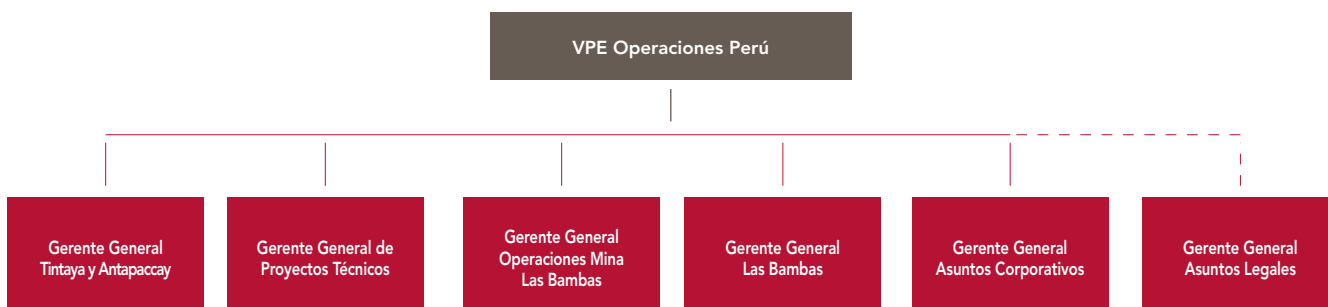 VPE Operaciones Perú
Gerente General
Tintaya y Antapaccay
Gerente General de
Proyectos Técnicos
Gerente General
Operaciones Mina
Las Bambas
Gerente General
Las Bambas
Gerente General
Asuntos Corporativos
Gerente General
Asuntos Legales